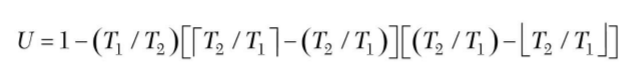 U = 1 − (T₁ / T₂)[⌈T₂ / T₁⌉ − (T₂ / T₁)][(T₂ / T₁) − ⌊T₂ / T₁⌋]